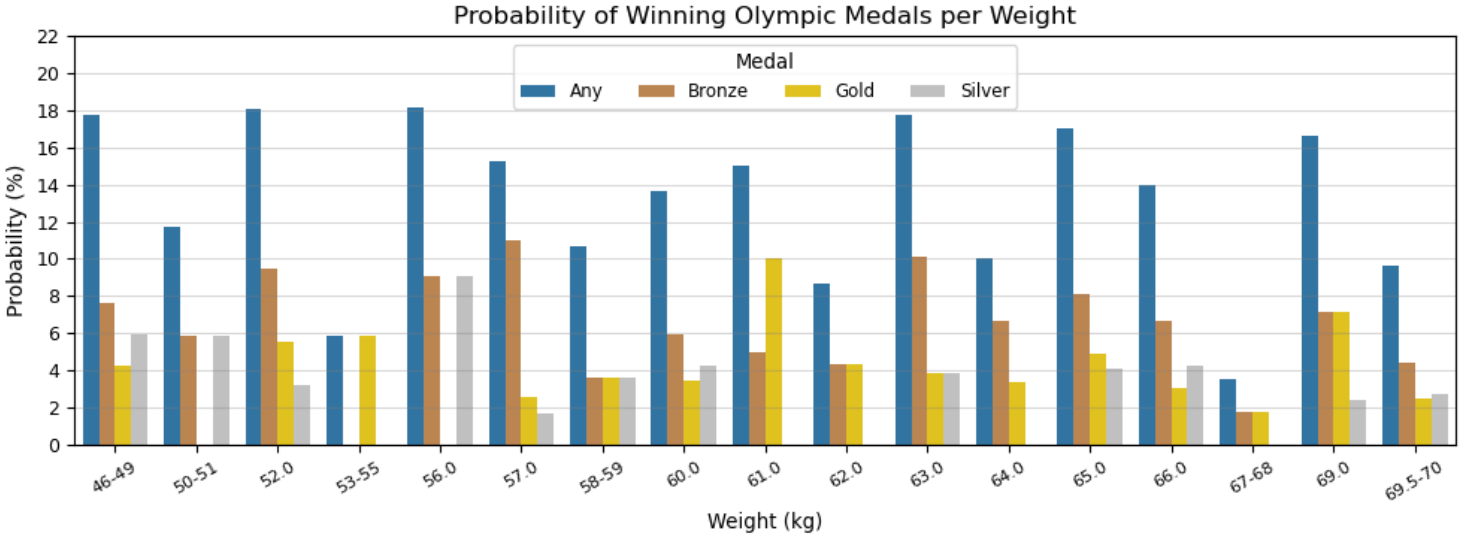 Probability of Winning Olympic Medals per Weight
Medal
Any Bronze Gold Silver
Probability (%)
22
20
18
16
14
12
10
8
6
4
2
0
46-49 50-51 52.0 53-55 56.0 57.0 58-59 60.0 61.0 62.0 63.0 64.0 65.0 66.0 67-68 69.0 69.5-70
Weight (kg)